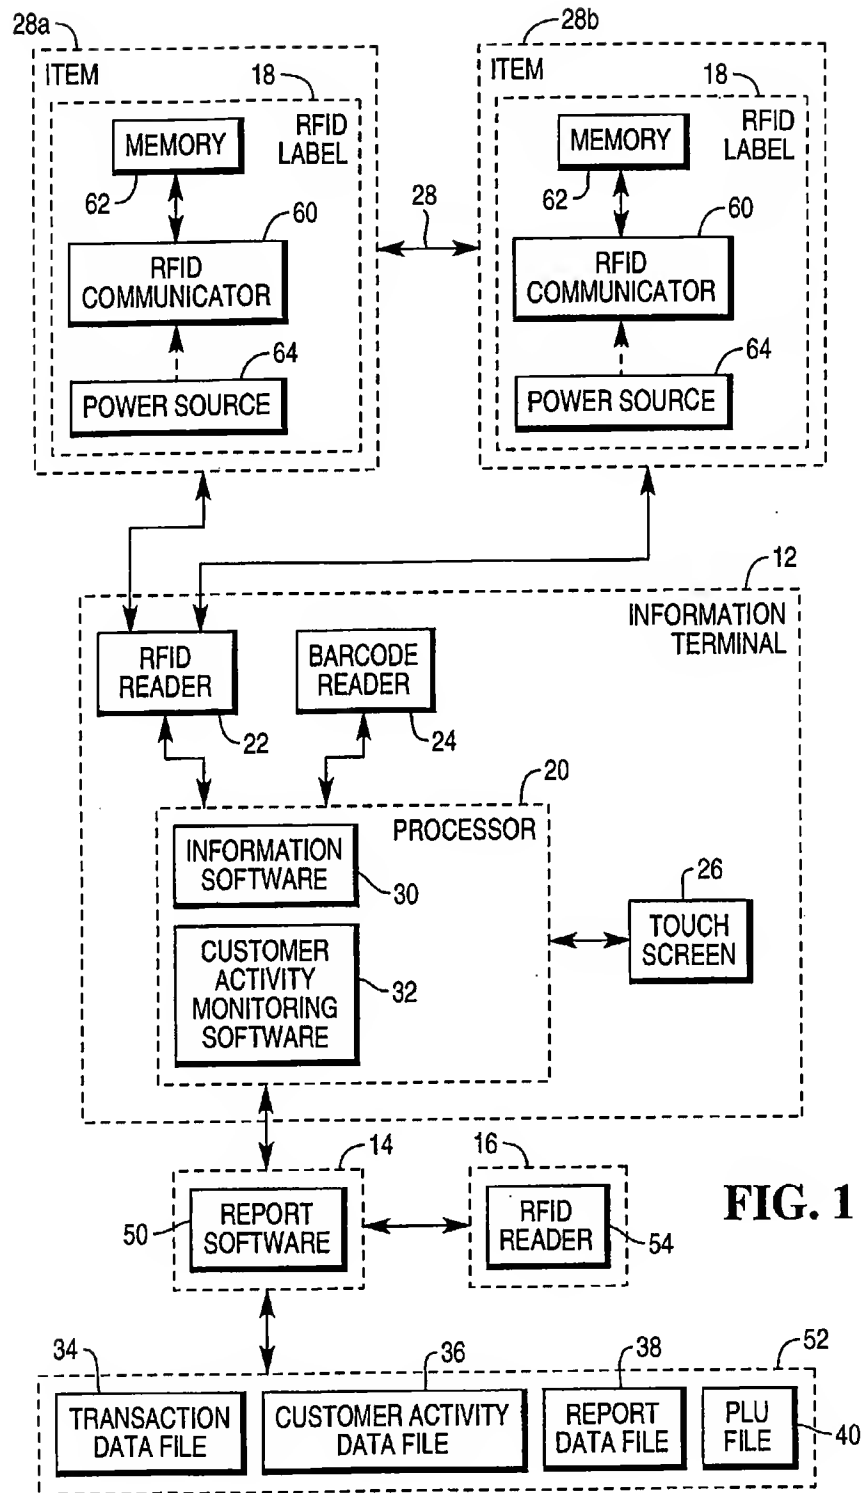 28a
ITEM
18
RFID
LABEL
MEMORY
62
60
RFID
COMMUNICATOR
64
POWER SOURCE
28
28b
ITEM
18
RFID
LABEL
MEMORY
62
60
RFID
COMMUNICATOR
64
POWER SOURCE
12
INFORMATION
TERMINAL
RFID
READER
22
BARCODE
READER
24
20
PROCESSOR
INFORMATION
SOFTWARE
30
CUSTOMER
ACTIVITY
MONITORING
SOFTWARE
32
26
TOUCH
SCREEN
14
50
REPORT
SOFTWARE
16
RFID
READER
54
FIG. 1
52
34
TRANSACTION
DATA FILE
36
CUSTOMER ACTIVITY
DATA FILE
38
REPORT
DATA FILE
PLU
FILE
40